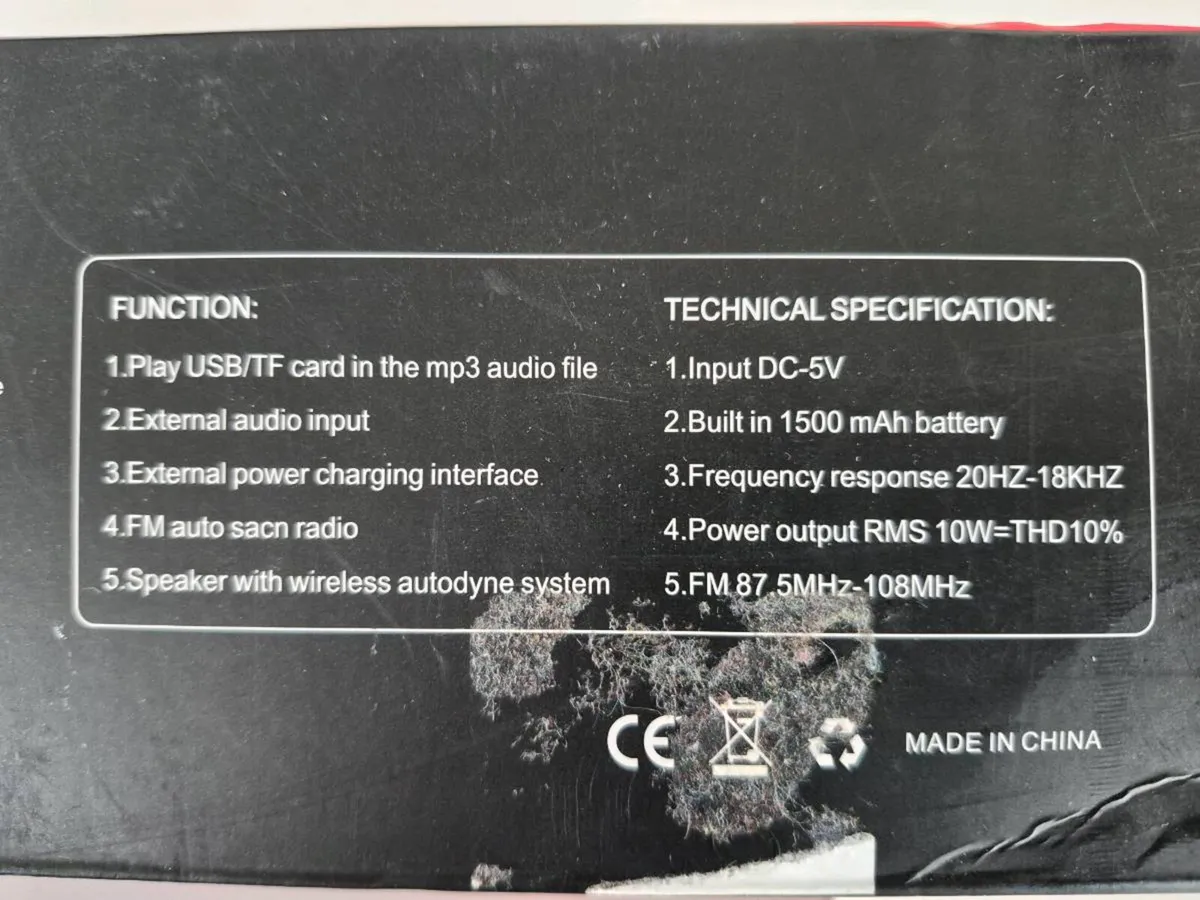 FUNCTION:
1.Play USB/TF card in the mp3 audio file
2.External audio input
3.External power charging interface
4.FM auto sacn radio
5.Speaker with wireless autodyne system
TECHNICAL SPECIFICATION:
1.Input DC-5V
2.Built in 1500 mAh battery
3.Frequency response 20HZ-18KHZ
4.Power output RMS 10W=THD10%
5.FM 87.5MHz-108MHz
CE
MADE IN CHINA